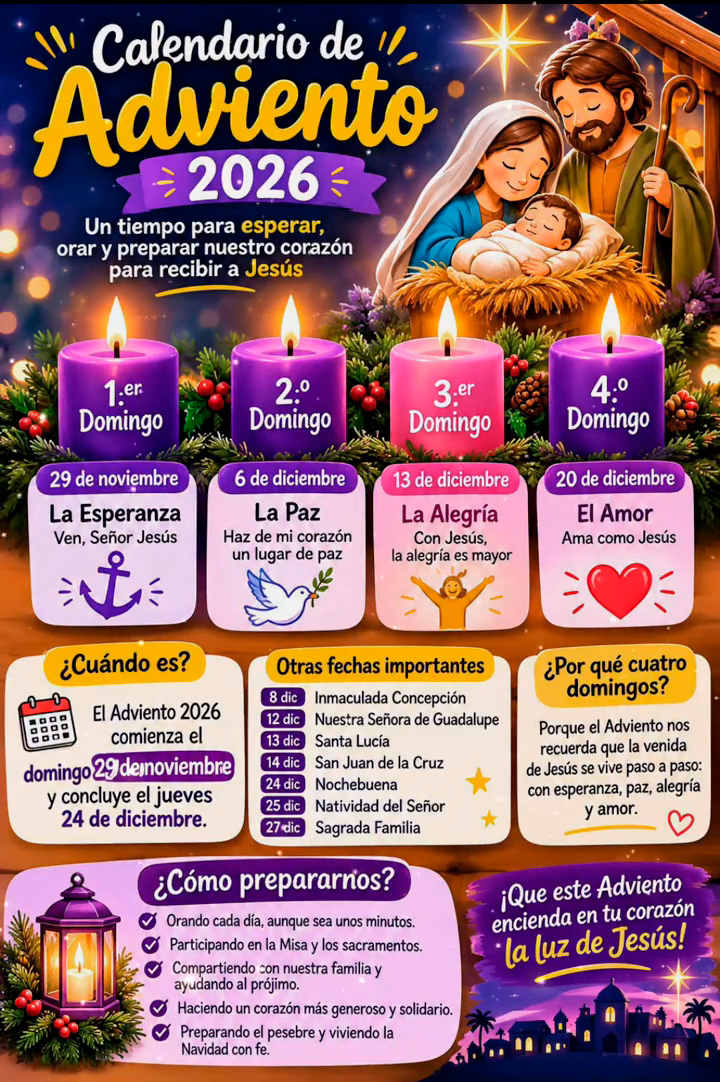 Calendario de
Adviento
2026
Un tiempo para esperar,
orar y preparar nuestro corazón
para recibir a Jesús
1.er
Domingo
2.º
Domingo
3.er
Domingo
4.º
Domingo
29 de noviembre
La Esperanza
Ven, Señor Jesús
6 de diciembre
La Paz
Haz de mi corazón
un lugar de paz
13 de diciembre
La Alegría
Con Jesús,
la alegría es mayor
20 de diciembre
El Amor
Ama como Jesús
¿Cuándo es?
El Adviento 2026
comienza el
domingo 29 de noviembre
y concluye el jueves
24 de diciembre.
Otras fechas importantes
8 dic Inmaculada Concepción
12 dic Nuestra Señora de Guadalupe
13 dic Santa Lucía
14 dic San Juan de la Cruz
24 dic Nochebuena
25 dic Natividad del Señor
27 dic Sagrada Familia
¿Por qué cuatro
domingos?
Porque el Adviento nos
recuerda que la venida
de Jesús se vive paso a paso:
con esperanza, paz, alegría
y amor.
¿Cómo prepararnos?
Orando cada día, aunque sea unos minutos.
Participando en la Misa y los sacramentos.
Compartiendo con nuestra familia y
ayudando al prójimo.
Haciendo un corazón más generoso y solidario.
Preparando el pesebre y viviendo la
Navidad con fe.
¡Que este Adviento
encienda en tu corazón
la luz de Jesús!